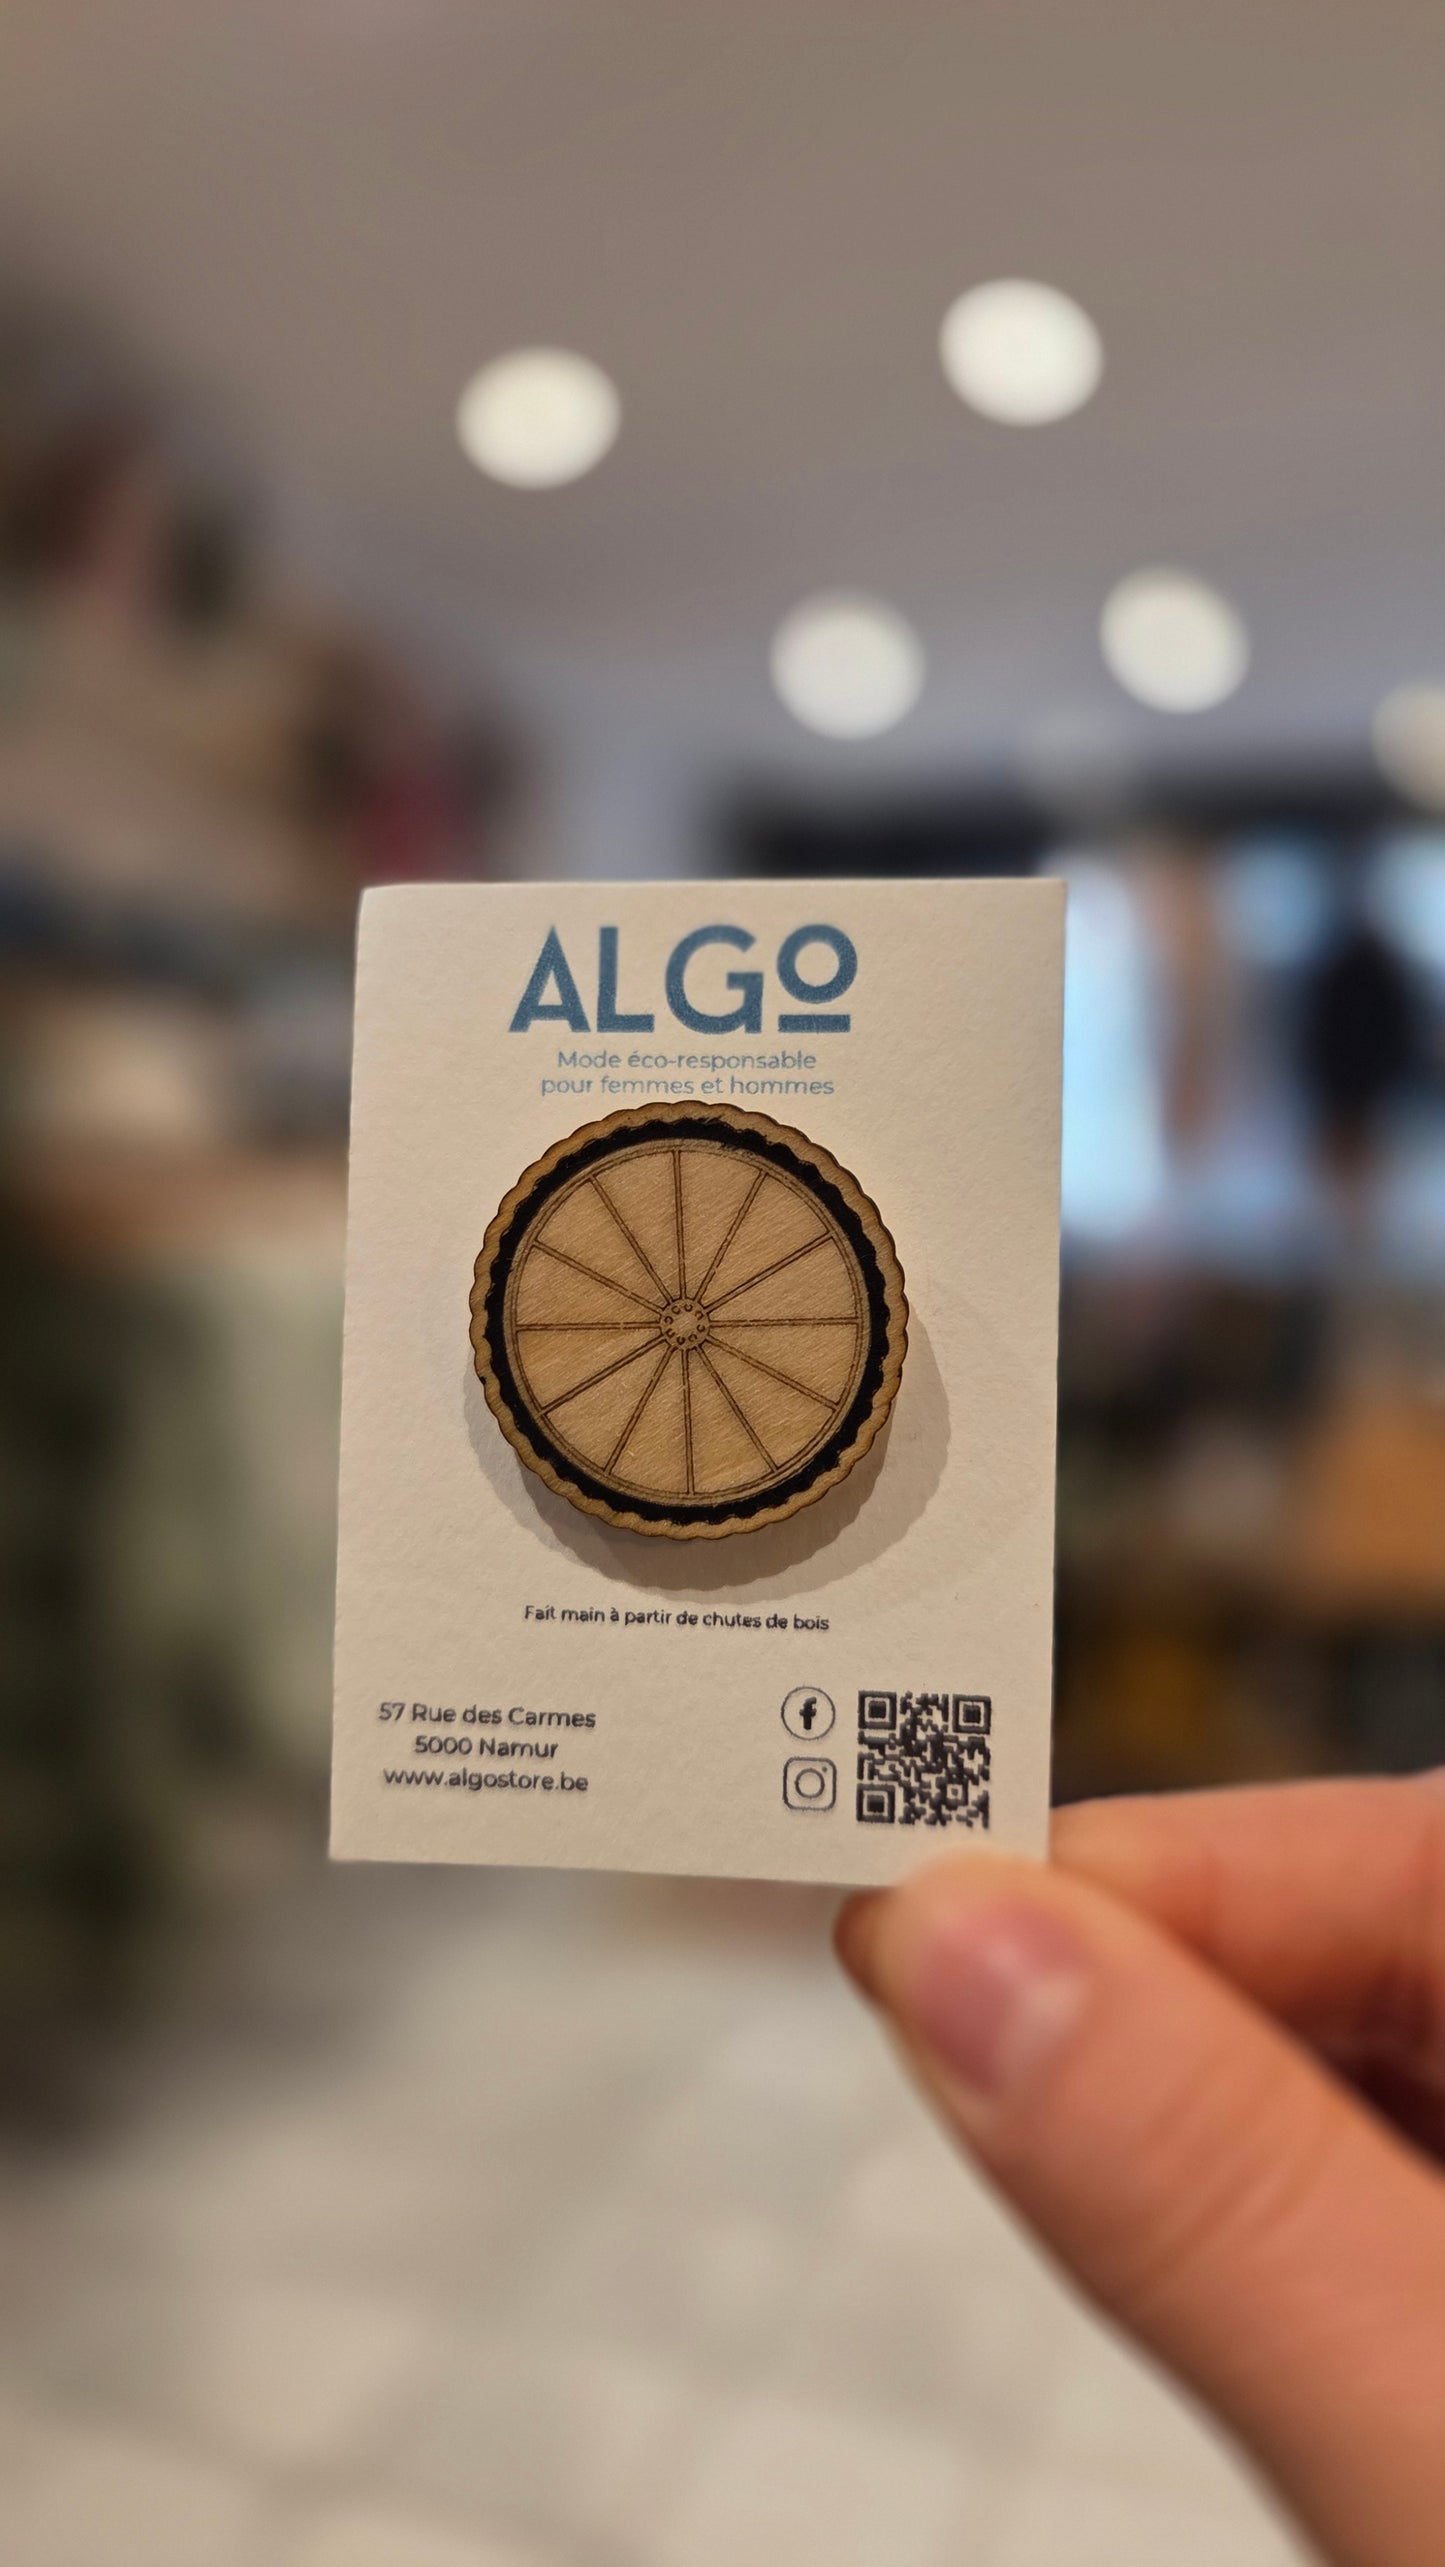 ALGO
Mode éco-responsable
pour femmes et hommes
Fait main à partir de chutes de bois
57 Rue des Carmes
5000 Namur
www.algostore.be